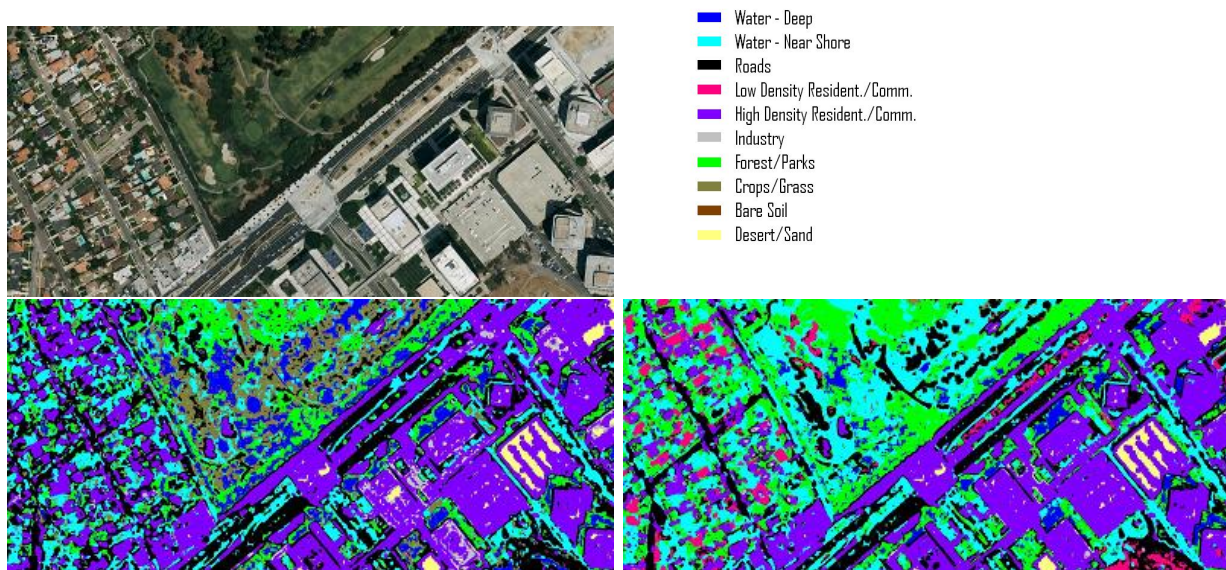 Water - Deep
Water - Near Shore
Roads
Low Density Resident./Comm.
High Density Resident./Comm.
Industry
Forest/Parks
Crops/Grass
Bare Soil
Desert/Sand